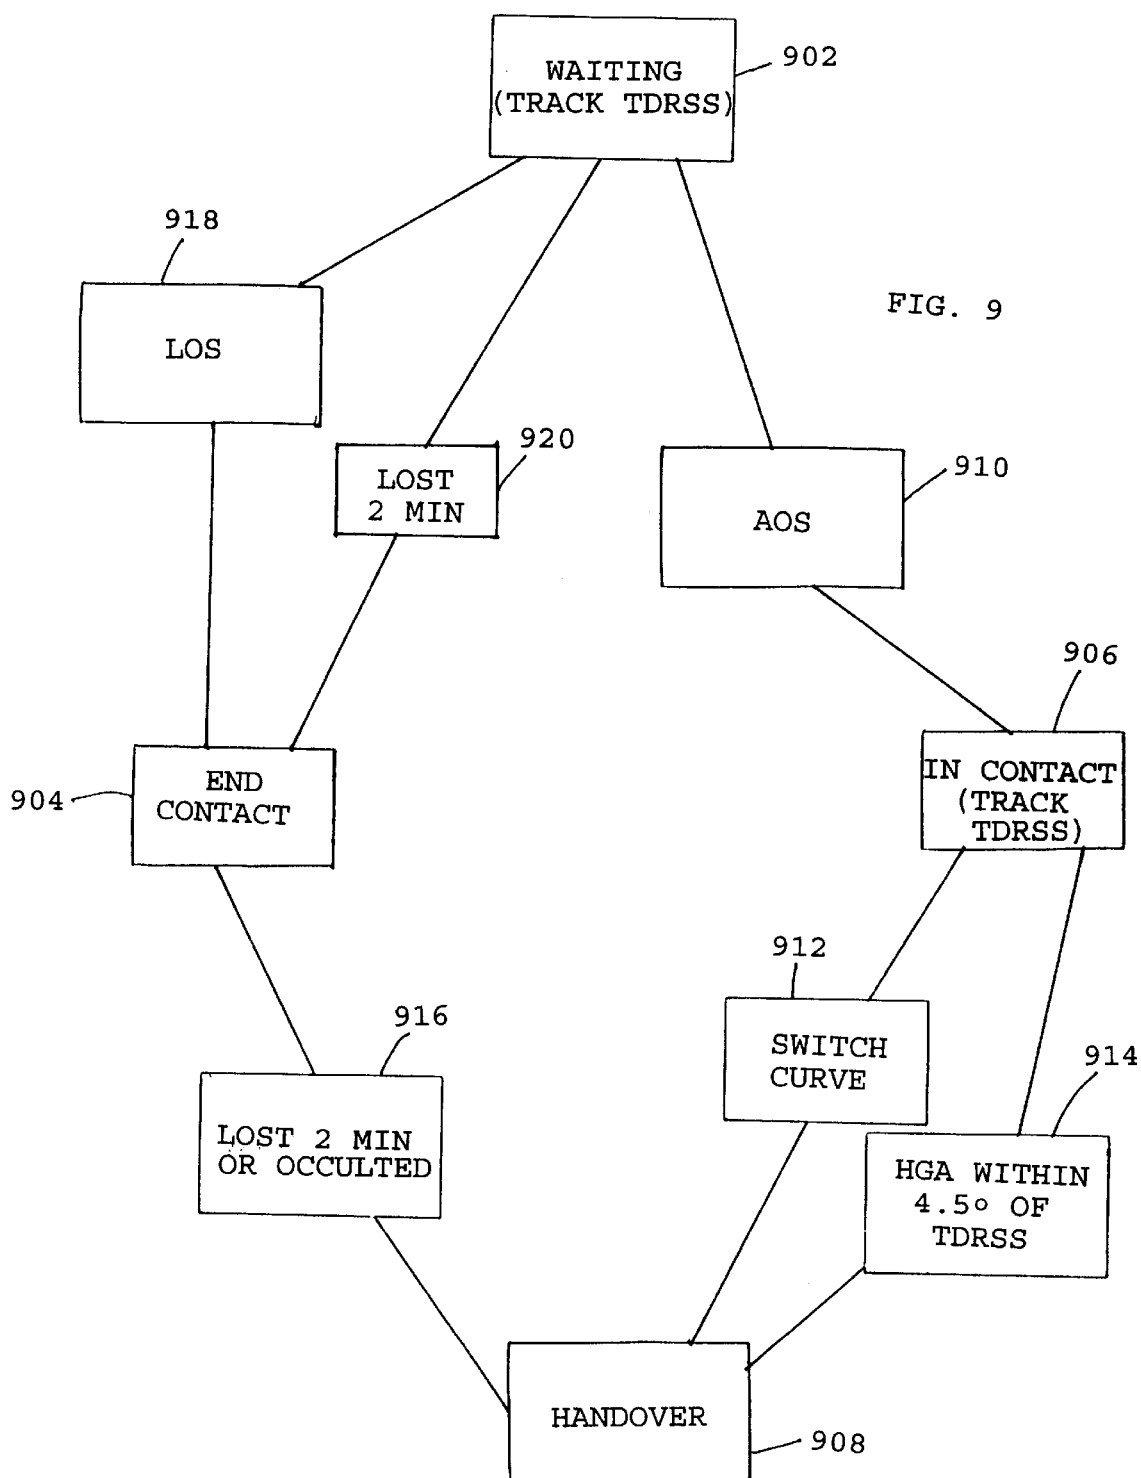 WAITING
(TRACK TDRSS)
902
918
LOS
FIG. 9
920
LOST
2 MIN
910
AOS
906
IN CONTACT
(TRACK
TDRSS)
904
END
CONTACT
912
SWITCH
CURVE
916
LOST 2 MIN
OR OCCULTED
914
HGA WITHIN
4.5° OF
TDRSS
HANDOVER
908